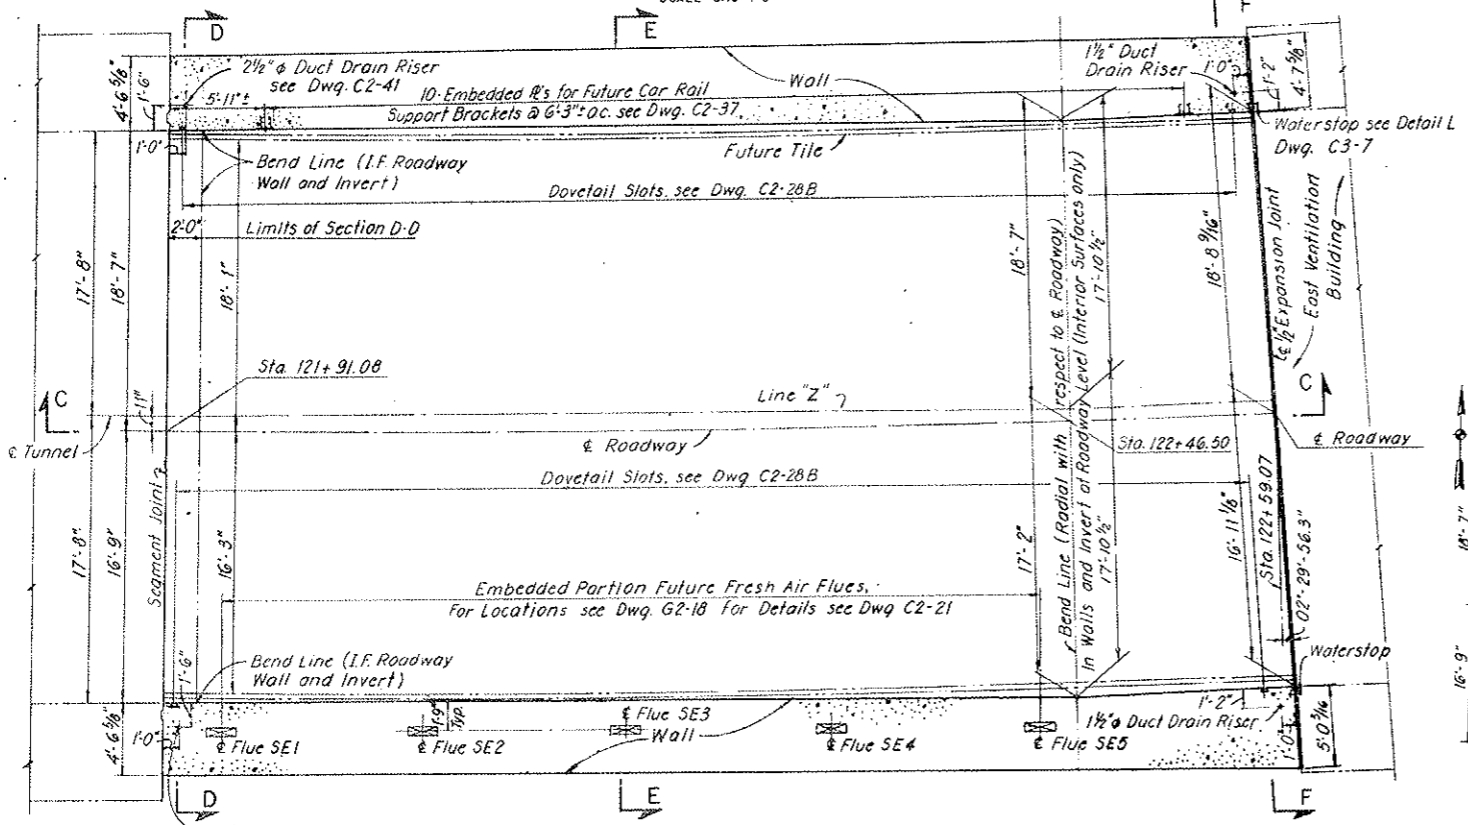 D
E
F
2½" φ Duct Drain Riser
see Dwg. C2-41
1½" Duct
Drain Riser
1'-0"
1'-2"
4'-7⅝"
4'-6⅝"
1'-6"
5'-11"±
10-Embedded ℞'s for Future Car Rail
Support Brackets @ 6'-3"± o.c. see Dwg. C2-37
Wall
Waterstop see Detail L
Dwg. C3-7
1'-0"
Bend Line (I.F. Roadway
Wall and Invert)
Future Tile
Dovetail Slots, see Dwg. C2-28B
2'-0"
Limits of Section D-D
17'-8"
18'-7"
18'-1"
18'-7"
17'-10½"
18'-8 9/16"
℄ ½" Expansion Joint
East Ventilation
Building
Sta. 121+91.08
C
11"
Line "Z"
C
℄ Tunnel
℄ Roadway
Sta. 122+46.50
℄ Roadway
Dovetail Slots, see Dwg C2-28B
Bend Line (Radial with respect to ℄ Roadway)
In Walls and Invert at Roadway Level (Interior Surfaces only)
Segment Joint
17'-8"
16'-9"
16'-3"
17'-2"
17'-10½"
16'-11⅛"
Sta. 122+59.07
02°-29'-56.3"
18'-7"
16'-9"
Embedded Portion Future Fresh Air Flues,
For Locations see Dwg. G2-18 For Details see Dwg C2-21
Bend Line (I.F. Roadway
Wall and Invert)
1'-6"
Waterstop
1'-9"
Typ.
℄ Flue SE3
Wall
1'-2"
1½" φ Duct Drain Riser
4'-6⅝"
1'-0"
℄ Flue SE1
℄ Flue SE2
℄ Flue SE4
℄ Flue SE5
1'-0"
5'-0 3/16"
D
E
F